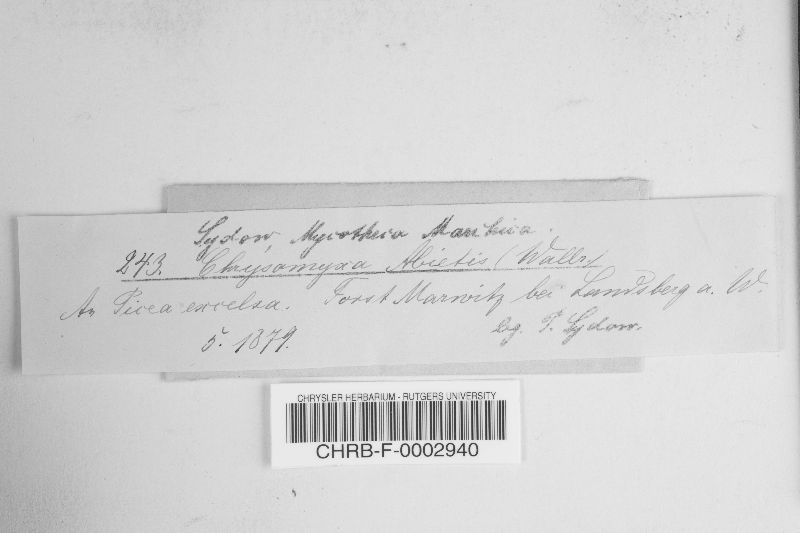 Sydow, Mycotheca Marchica.
243. Chrysomyxa Abietis (Wallr)
An Picea excelsa. Forst Marwitz bei Landsberg a. W.
5. 1879. leg. P. Sydow.
CHRYSLER HERBARIUM - RUTGERS UNIVERSITY
CHRB-F-0002940